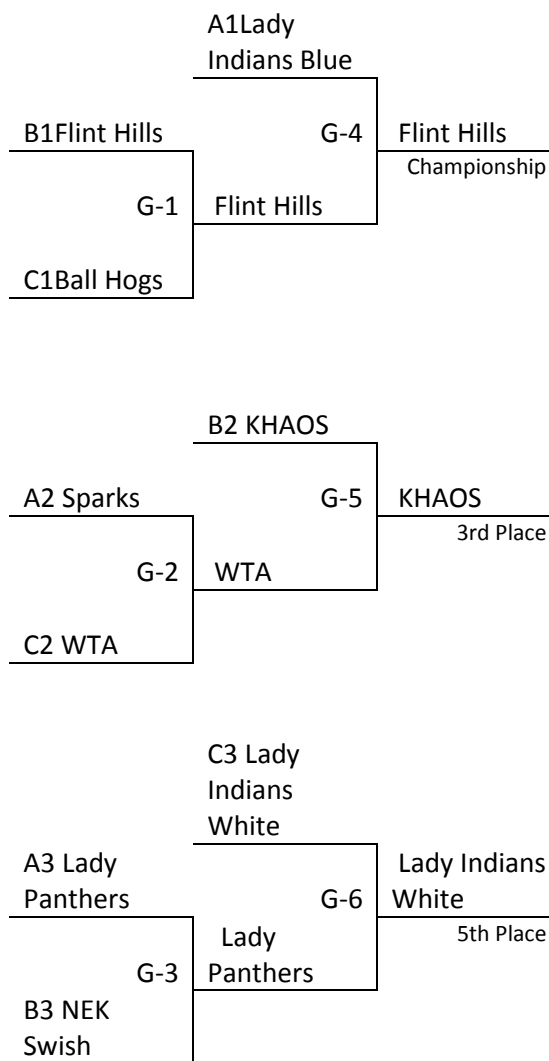 A1Lady
Indians Blue
B1Flint Hills
G-4
Flint Hills
Championship
G-1
Flint Hills
C1Ball Hogs
B2 KHAOS
A2 Sparks
G-5
KHAOS
3rd Place
G-2
WTA
C2 WTA
C3 Lady
Indians
White
A3 Lady
Panthers
G-6
Lady Indians
White
5th Place
G-3
Lady
Panthers
B3 NEK
Swish